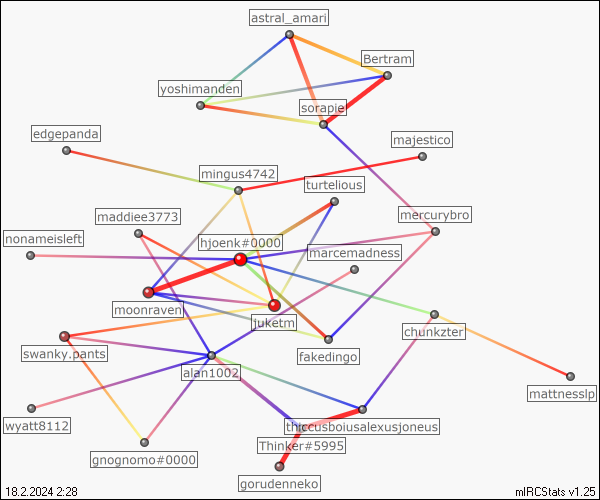 astral_amari
Bertram
yoshimanden
sorapie
edgepanda
majestico
mingus4742
turtelious
maddiee3773
mercurybro
nonameisleft
hjoenk#0000
marcemadness
moonraven
juketm
chunkzter
swanky.pants
fakedingo
alan1002
mattnesslp
wyatt8112
thiccusboiusalexusjoneus
Thinker#5995
gnognomo#0000
gorudenneko
18.2.2024 2:28
mIRCStats v1.25